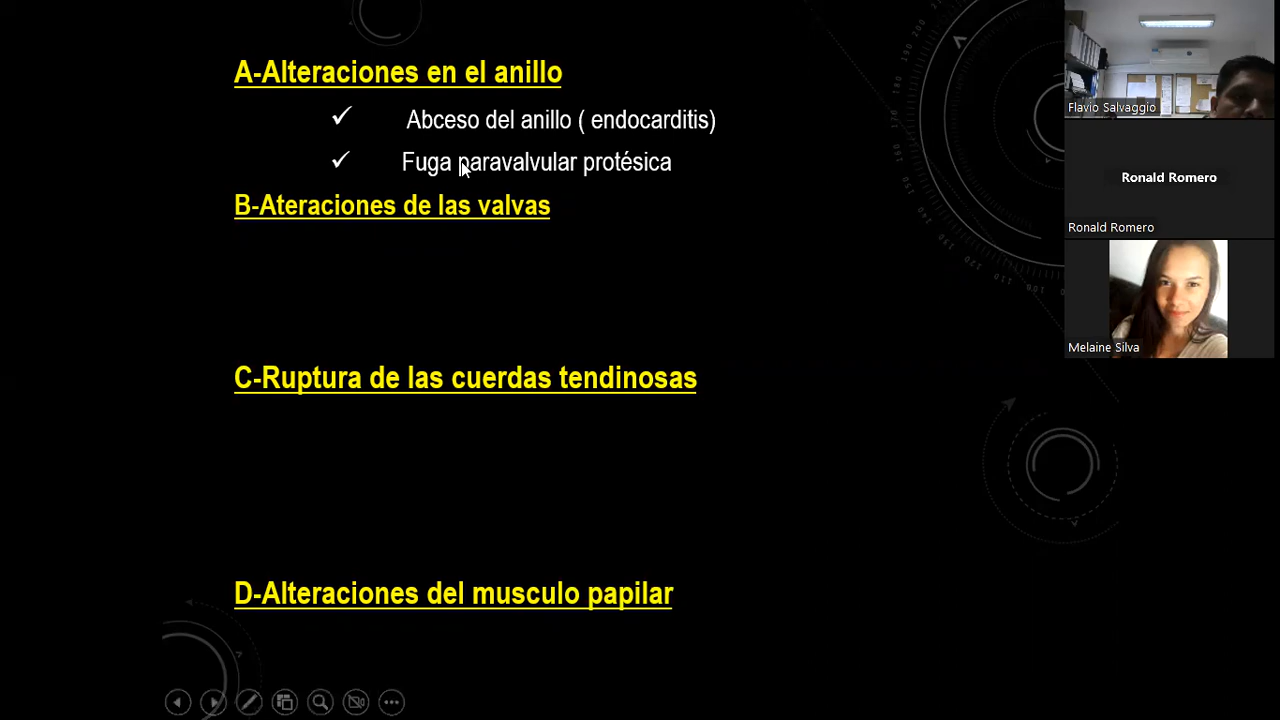 A-Alteraciones en el anillo
Abceso del anillo ( endocarditis)
Fuga paravalvular protésica
B-Ateraciones de las valvas
C-Ruptura de las cuerdas tendinosas
D-Alteraciones del musculo papilar
Flavio Salvaggio
Ronald Romero
Ronald Romero
Melaine Silva